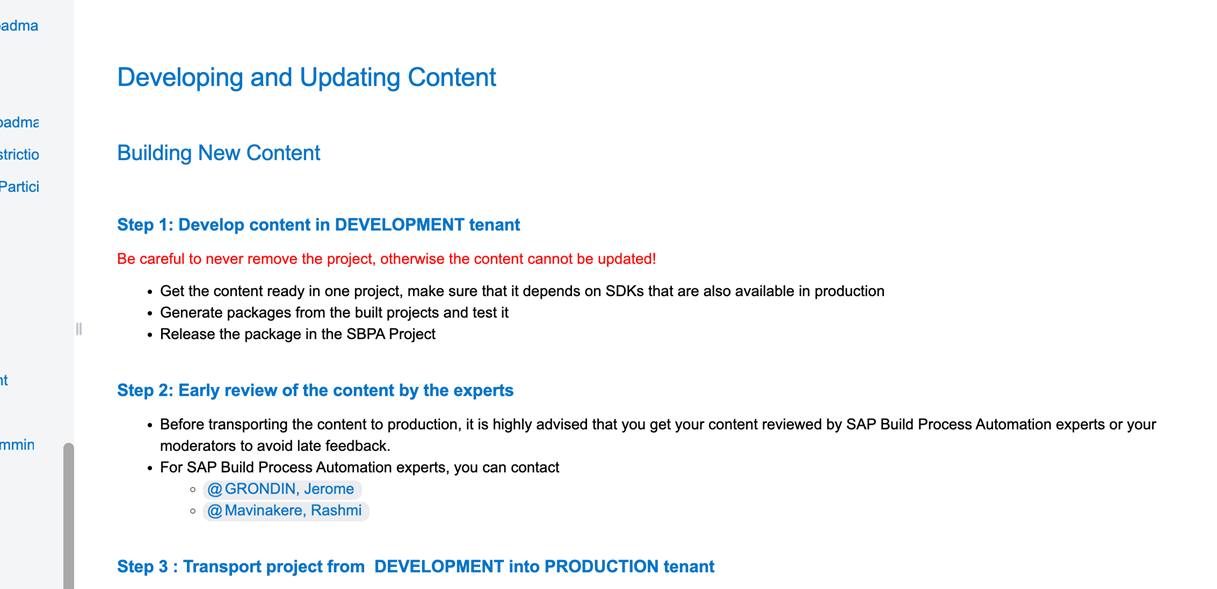 Developing and Updating Content
Building New Content
Step 1: Develop content in DEVELOPMENT tenant
Be careful to never remove the project, otherwise the content cannot be updated!
• Get the content ready in one project, make sure that it depends on SDKs that are also available in production
• Generate packages from the built projects and test it
• Release the package in the SBPA Project
Step 2: Early review of the content by the experts
• Before transporting the content to production, it is highly advised that you get your content reviewed by SAP Build Process Automation experts or your
moderators to avoid late feedback.
• For SAP Build Process Automation experts, you can contact
◦ @GRONDIN, Jerome
◦ @Mavinakere, Rashmi
Step 3 : Transport project from  DEVELOPMENT into PRODUCTION tenant